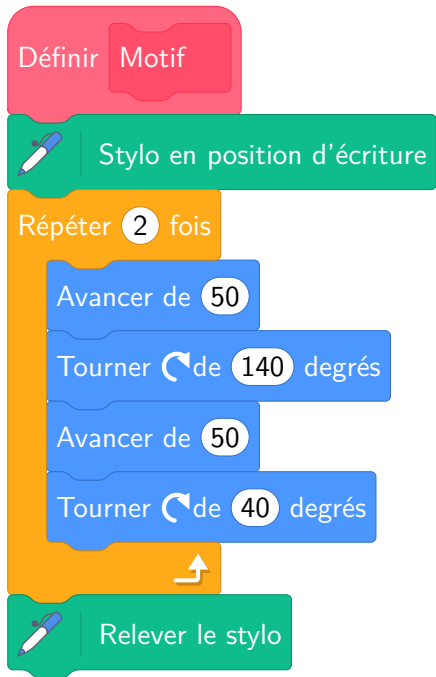 Définir Motif
Stylo en position d'écriture
Répéter 2 fois
Avancer de 50
Tourner de 140 degrés
Avancer de 50
Tourner de 40 degrés
Relever le stylo